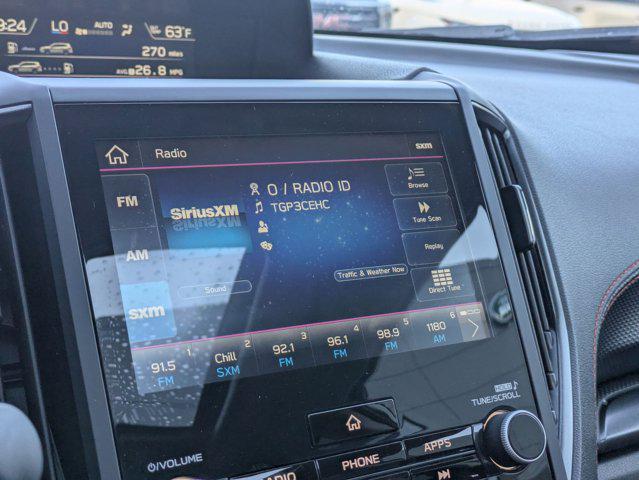 9:24
LO
AUTO
63°F
270 miles
AVG 26.8 MPG
Radio
sxm
FM
AM
sxm
SiriusXM
0 / RADIO ID
TGP3CEHC
Browse
Tune Scan
Replay
Direct Tune
Traffic & Weather Now
Sound
91.5 1
FM
Chill 2
SXM
92.1 3
FM
96.1 4
FM
98.9 5
FM
1180 6
AM
HOLD
TUNE/SCROLL
VOLUME
RADIO
PHONE
APPS